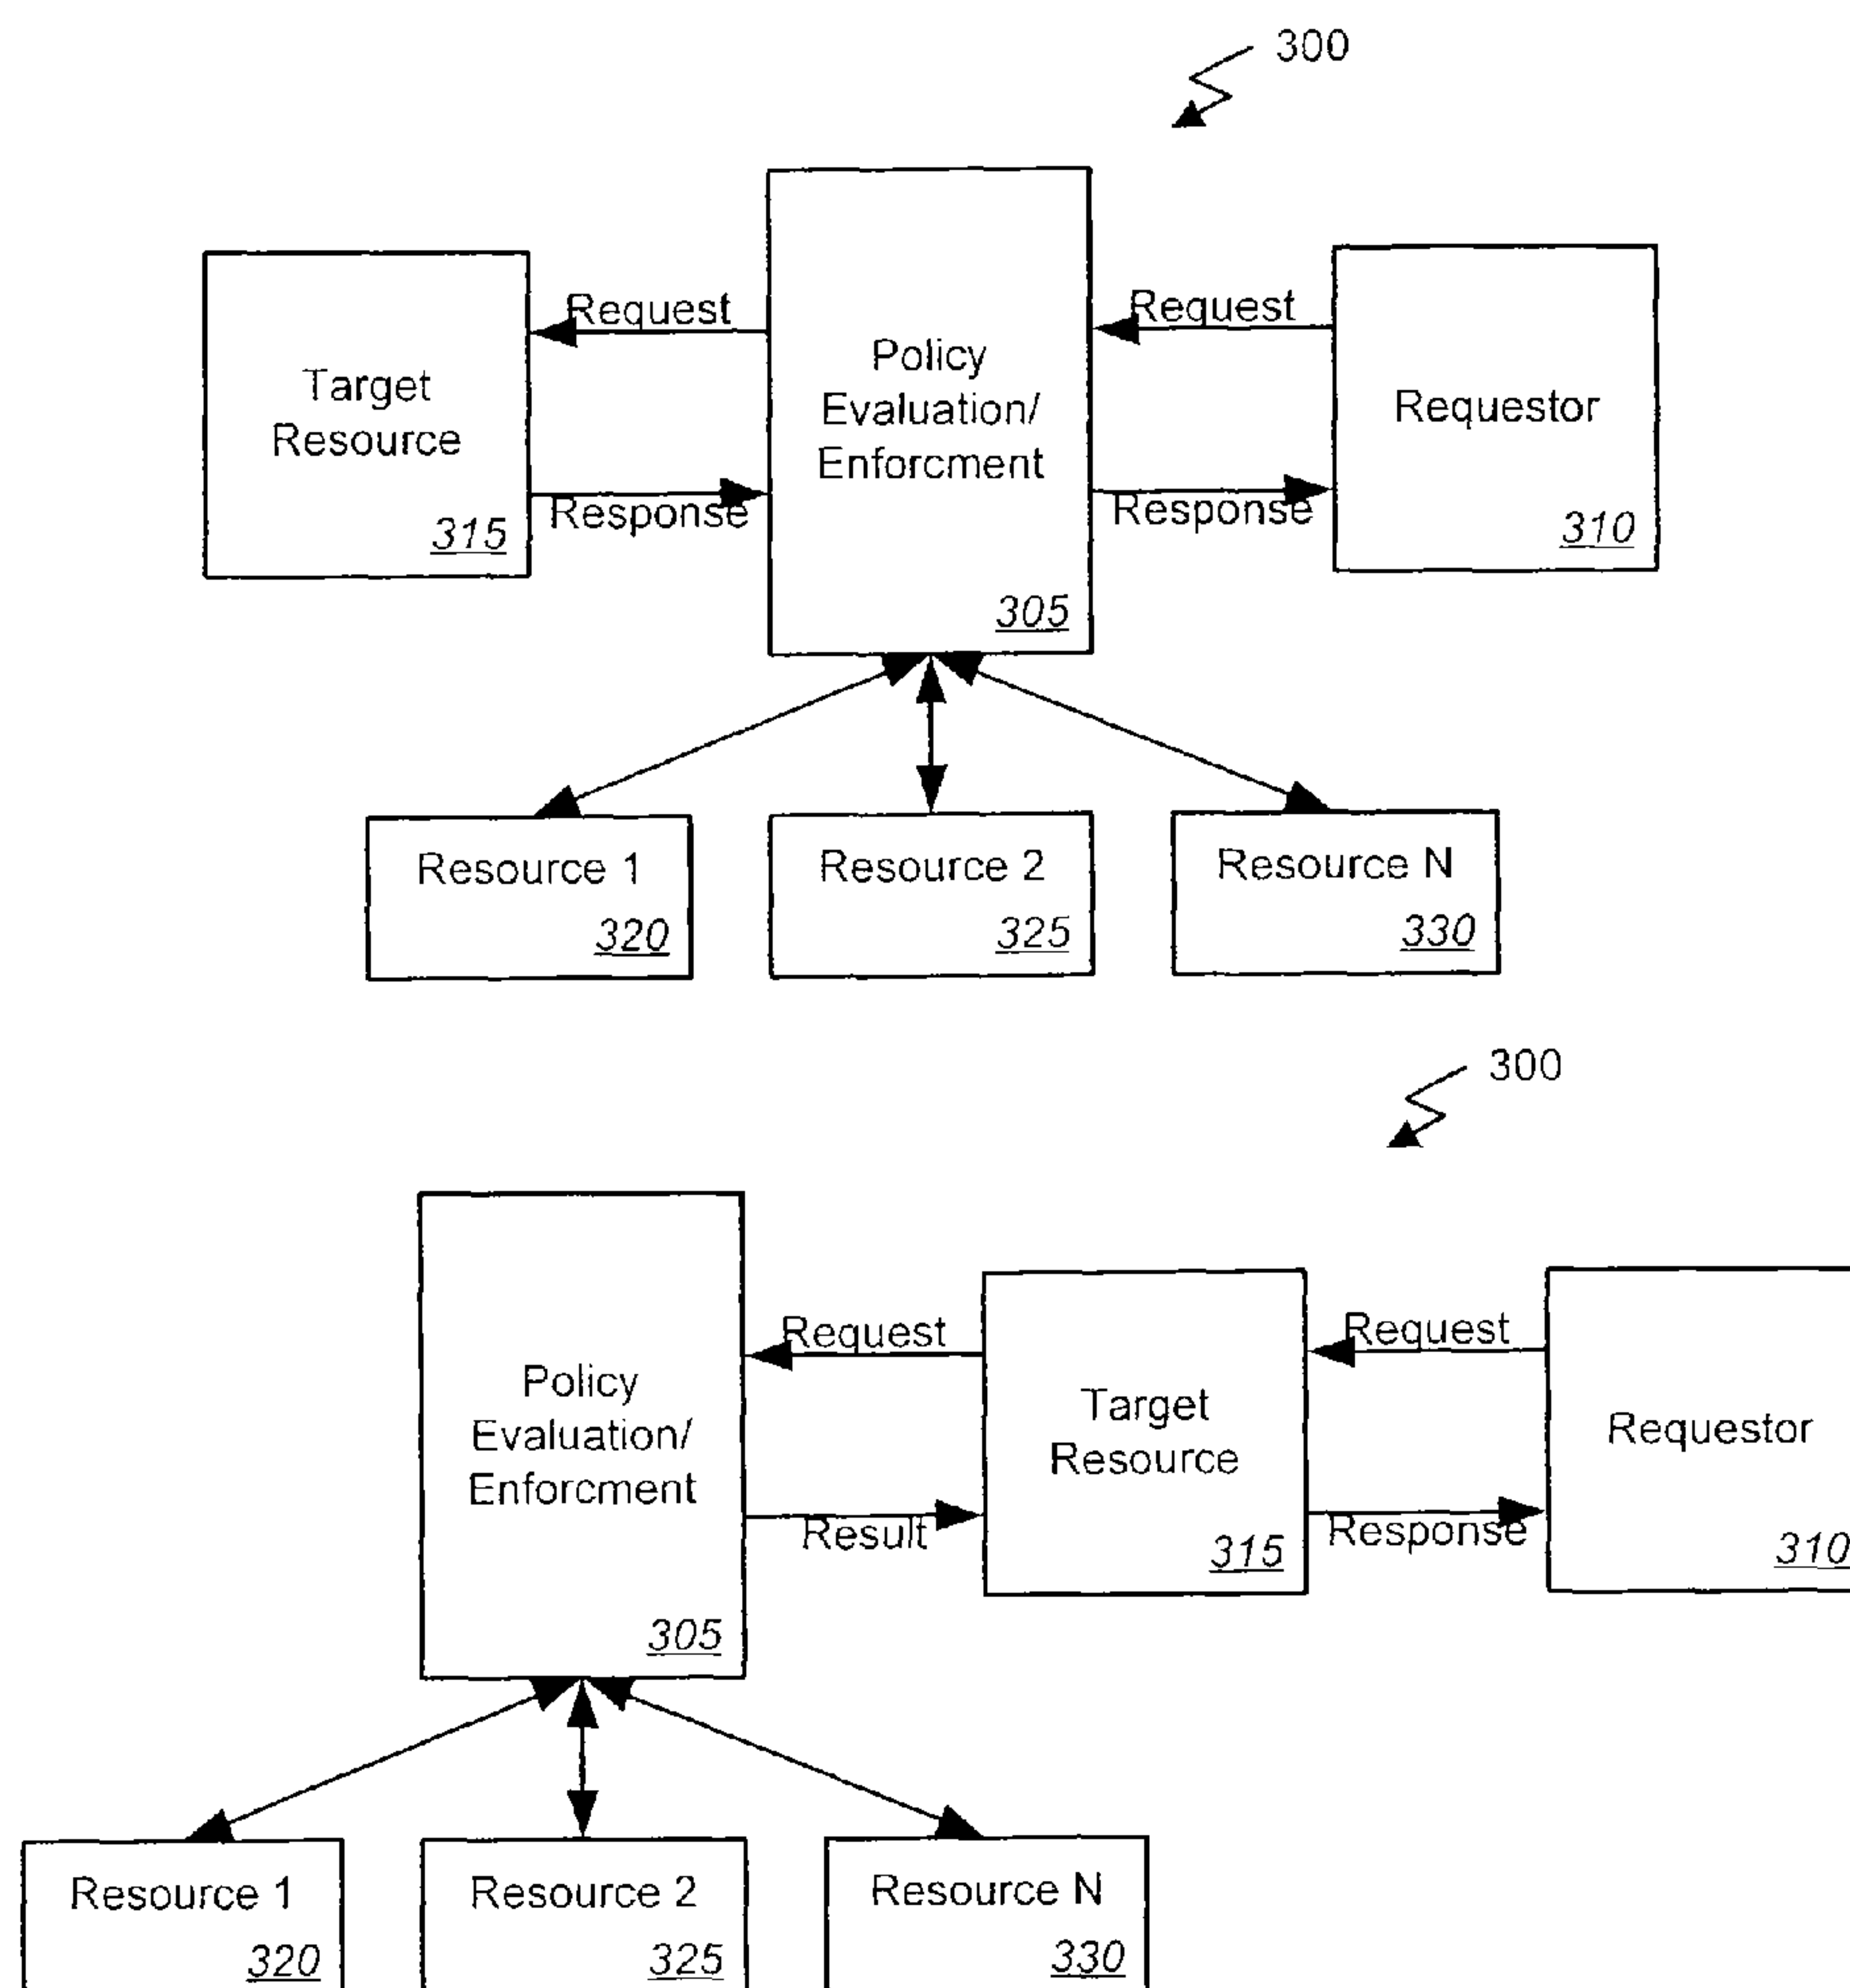 300
Request
Request
Target
Resource
315
Policy
Evaluation/
Enforcment
305
Requestor
310
Response
Response
Resource 1
320
Resource 2
325
Resource N
330
300
Policy
Evaluation/
Enforcment
305
Request
Request
Target
Resource
315
Requestor
310
Result
Response
Resource 1
320
Resource 2
325
Resource N
330